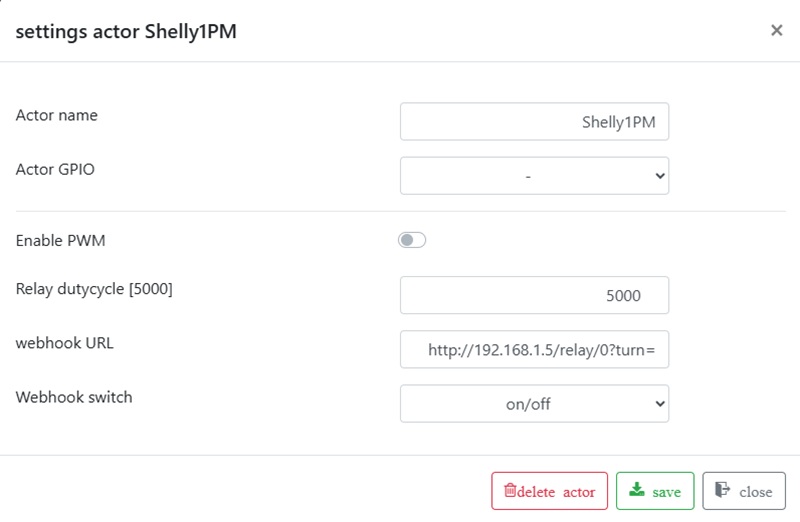 settings actor Shelly1PM ×
Actor name Shelly1PM
Actor GPIO -
Enable PWM
Relay dutycycle [5000] 5000
webhook URL http://192.168.1.5/relay/0?turn=
Webhook switch on/off
delete actor save close